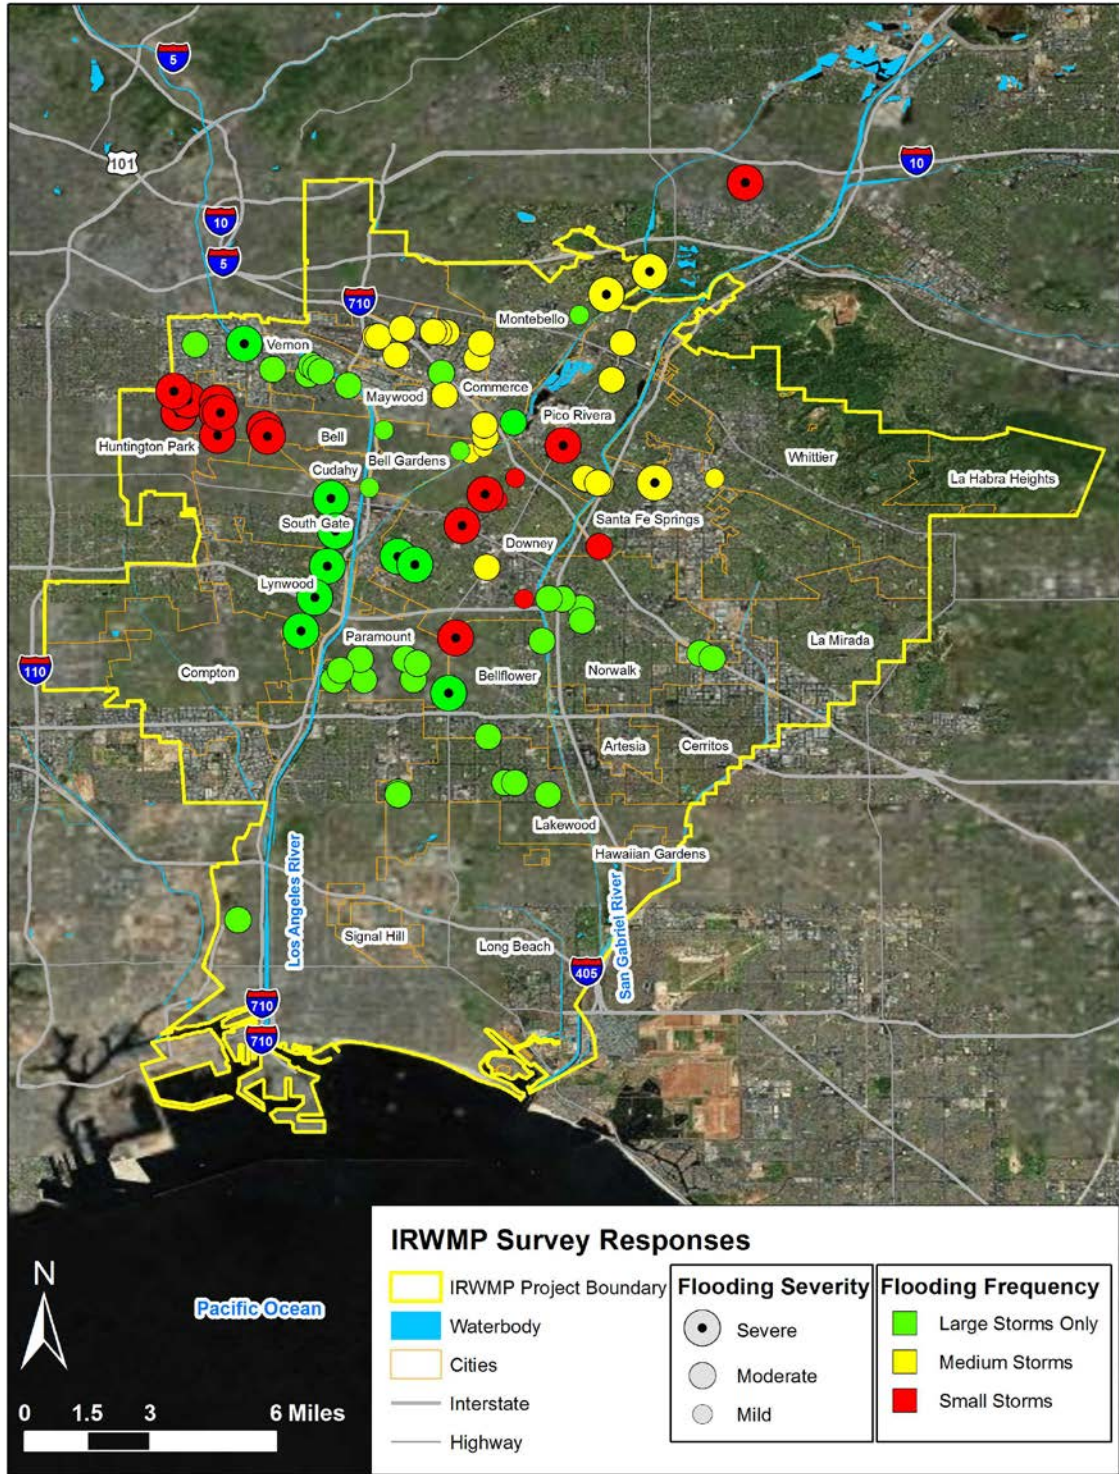 5
101
10
10
5
710
Montebello
Vernon
Commerce
Maywood
Pico Rivera
Bell
Huntington Park
Whittier
Bell Gardens
Cudahy
La Habra Heights
South Gate
Santa Fe Springs
Downey
Lynwood
Paramount
La Mirada
110
Compton
Bellflower
Norwalk
Artesia
Cerritos
Lakewood
Hawaiian Gardens
Los Angeles River
San Gabriel River
Signal Hill
Long Beach
405
710
710
Pacific Ocean
N
0 1.5 3 6 Miles
IRWMP Survey Responses
IRWMP Project Boundary
Waterbody
Cities
Interstate
Highway
Flooding Severity
Severe
Moderate
Mild
Flooding Frequency
Large Storms Only
Medium Storms
Small Storms